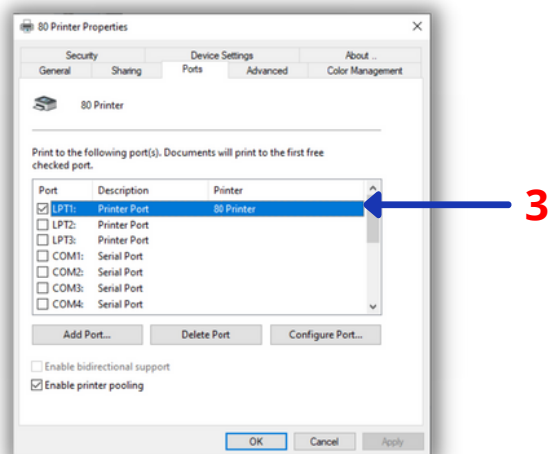 80 Printer Properties
Security Device Settings About ..
General Sharing Ports Advanced Color Management
80 Printer
Print to the following port(s). Documents will print to the first free
checked port.
Port Description Printer
LPT1: Printer Port 80 Printer
LPT2: Printer Port
LPT3: Printer Port
COM1: Serial Port
COM2: Serial Port
COM3: Serial Port
COM4: Serial Port
3
Add Port... Delete Port Configure Port...
Enable bidirectional support
Enable printer pooling
OK Cancel Apply